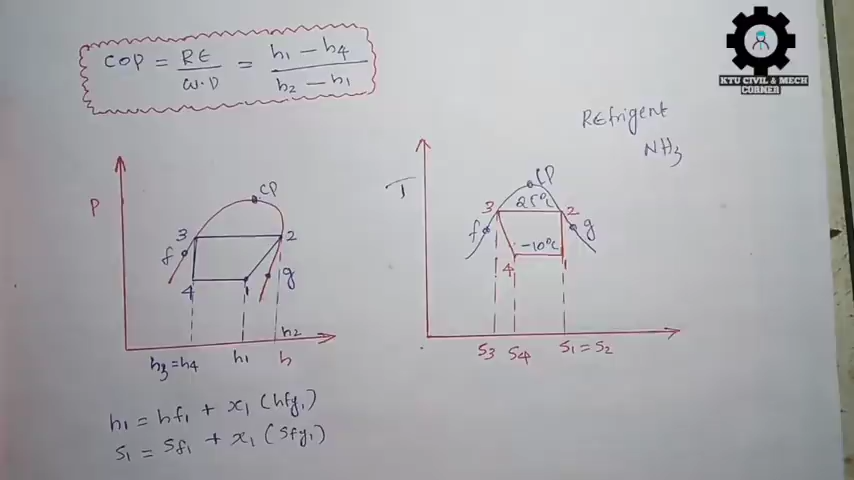 COP = RE / W.D = h1 - h4 / h2 - h1
KTU CIVIL & MECH
CORNER
REfrigent
NH3
P
CP
3
2
f
g
4
1
h2
h3=h4
h1
h
T
CP
3
25°C
2
f
g
-10°C
4
1
S3
S4
S1 = S2
h1 = hf1 + x1 (hfg1)
S1 = Sf1 + x1 (Sfg1)